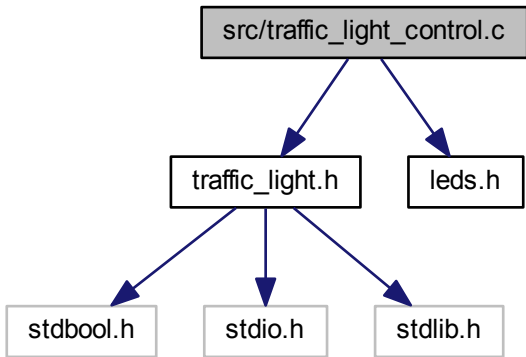 src/traffic_light_control.c
traffic_light.h
leds.h
stdbool.h
stdio.h
stdlib.h